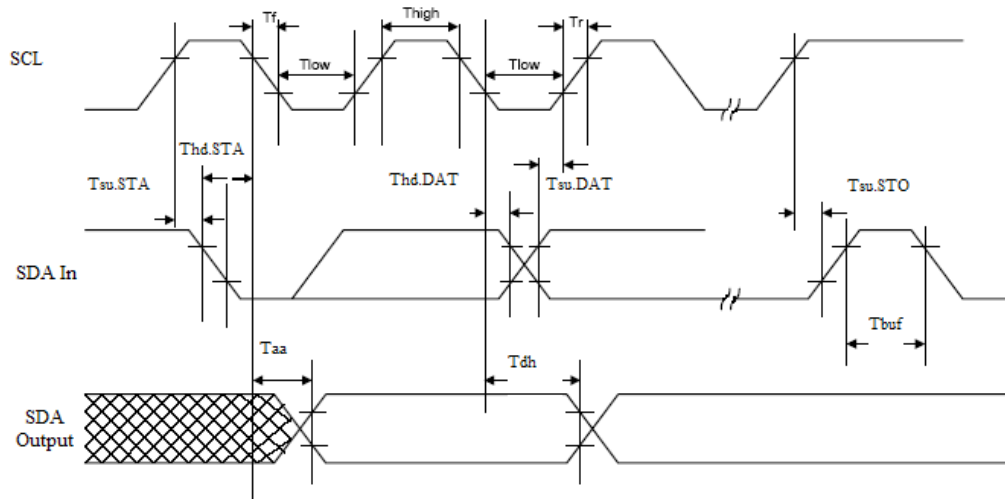 Tf
Thigh
Tr
SCL
Tlow
Tlow
Thd.STA
Tsu.STA
Thd.DAT
Tsu.DAT
Tsu.STO
SDA In
Tbuf
Taa
Tdh
SDA
Output